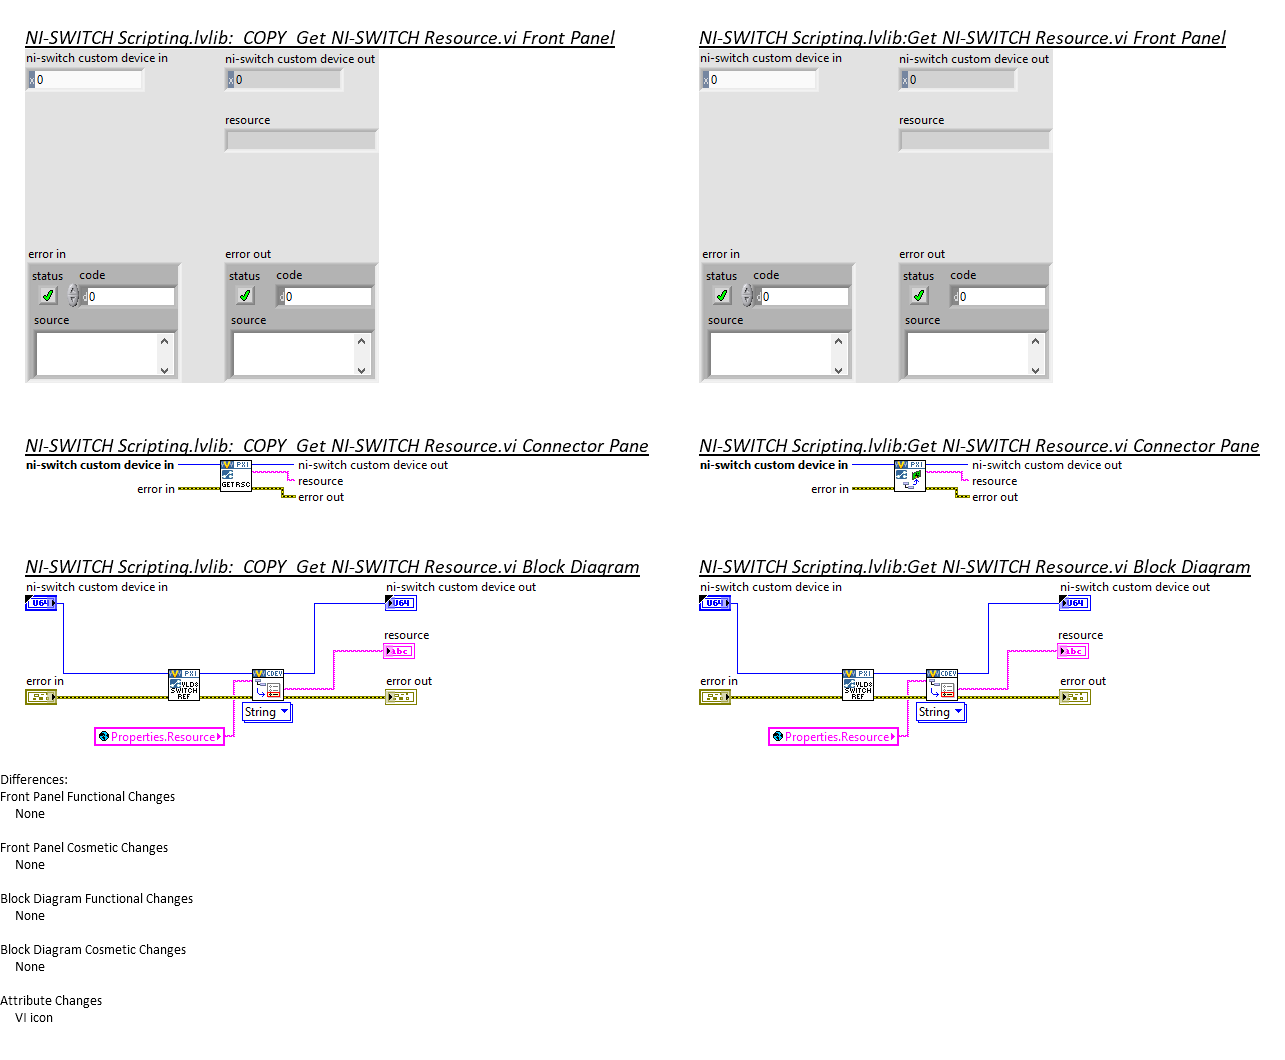 NI-SWITCH Scripting.lvlib:_COPY_Get NI-SWITCH Resource.vi Front Panel
ni-switch custom device in
ni-switch custom device out
x 0
x 0
resource
error in
error out
status code
status code
d 0
d 0
source
source
NI-SWITCH Scripting.lvlib:Get NI-SWITCH Resource.vi Front Panel
ni-switch custom device in
ni-switch custom device out
x 0
x 0
resource
error in
error out
status code
status code
d 0
d 0
source
source
NI-SWITCH Scripting.lvlib:_COPY_Get NI-SWITCH Resource.vi Connector Pane
ni-switch custom device in
PXI
GET RSC
ni-switch custom device out
resource
error in
error out
NI-SWITCH Scripting.lvlib:Get NI-SWITCH Resource.vi Connector Pane
ni-switch custom device in
PXI
ni-switch custom device out
resource
error in
error out
NI-SWITCH Scripting.lvlib:_COPY_Get NI-SWITCH Resource.vi Block Diagram
ni-switch custom device in
ni-switch custom device out
U64
U64
resource
abc
error in
PXI
VLDS
SWITCH
REF
CDEV
error out
String
Properties.Resource
NI-SWITCH Scripting.lvlib:Get NI-SWITCH Resource.vi Block Diagram
ni-switch custom device in
ni-switch custom device out
U64
U64
resource
abc
error in
PXI
VLDS
SWITCH
REF
CDEV
error out
String
Properties.Resource
Differences:
Front Panel Functional Changes
None
Front Panel Cosmetic Changes
None
Block Diagram Functional Changes
None
Block Diagram Cosmetic Changes
None
Attribute Changes
VI icon